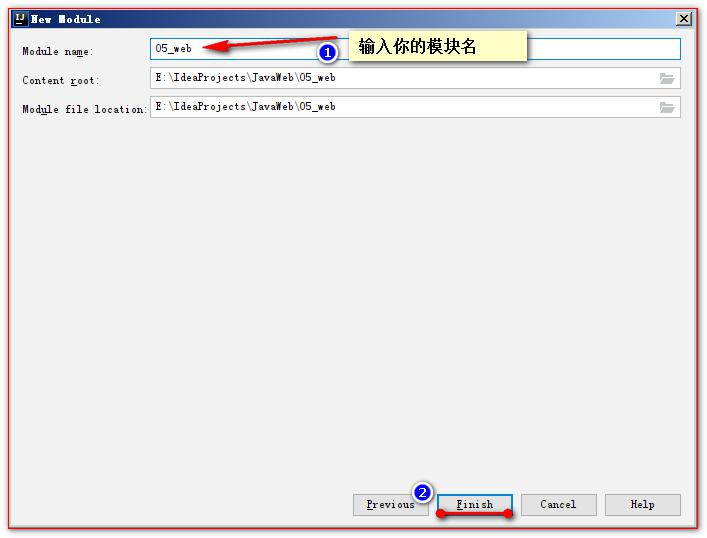 IJ New Module
Module name: 05_web
1 输入你的模块名
Content root: E:\IdeaProjects\JavaWeb\05_web
Module file location: E:\IdeaProjects\JavaWeb\05_web
2
Previous Finish Cancel Help